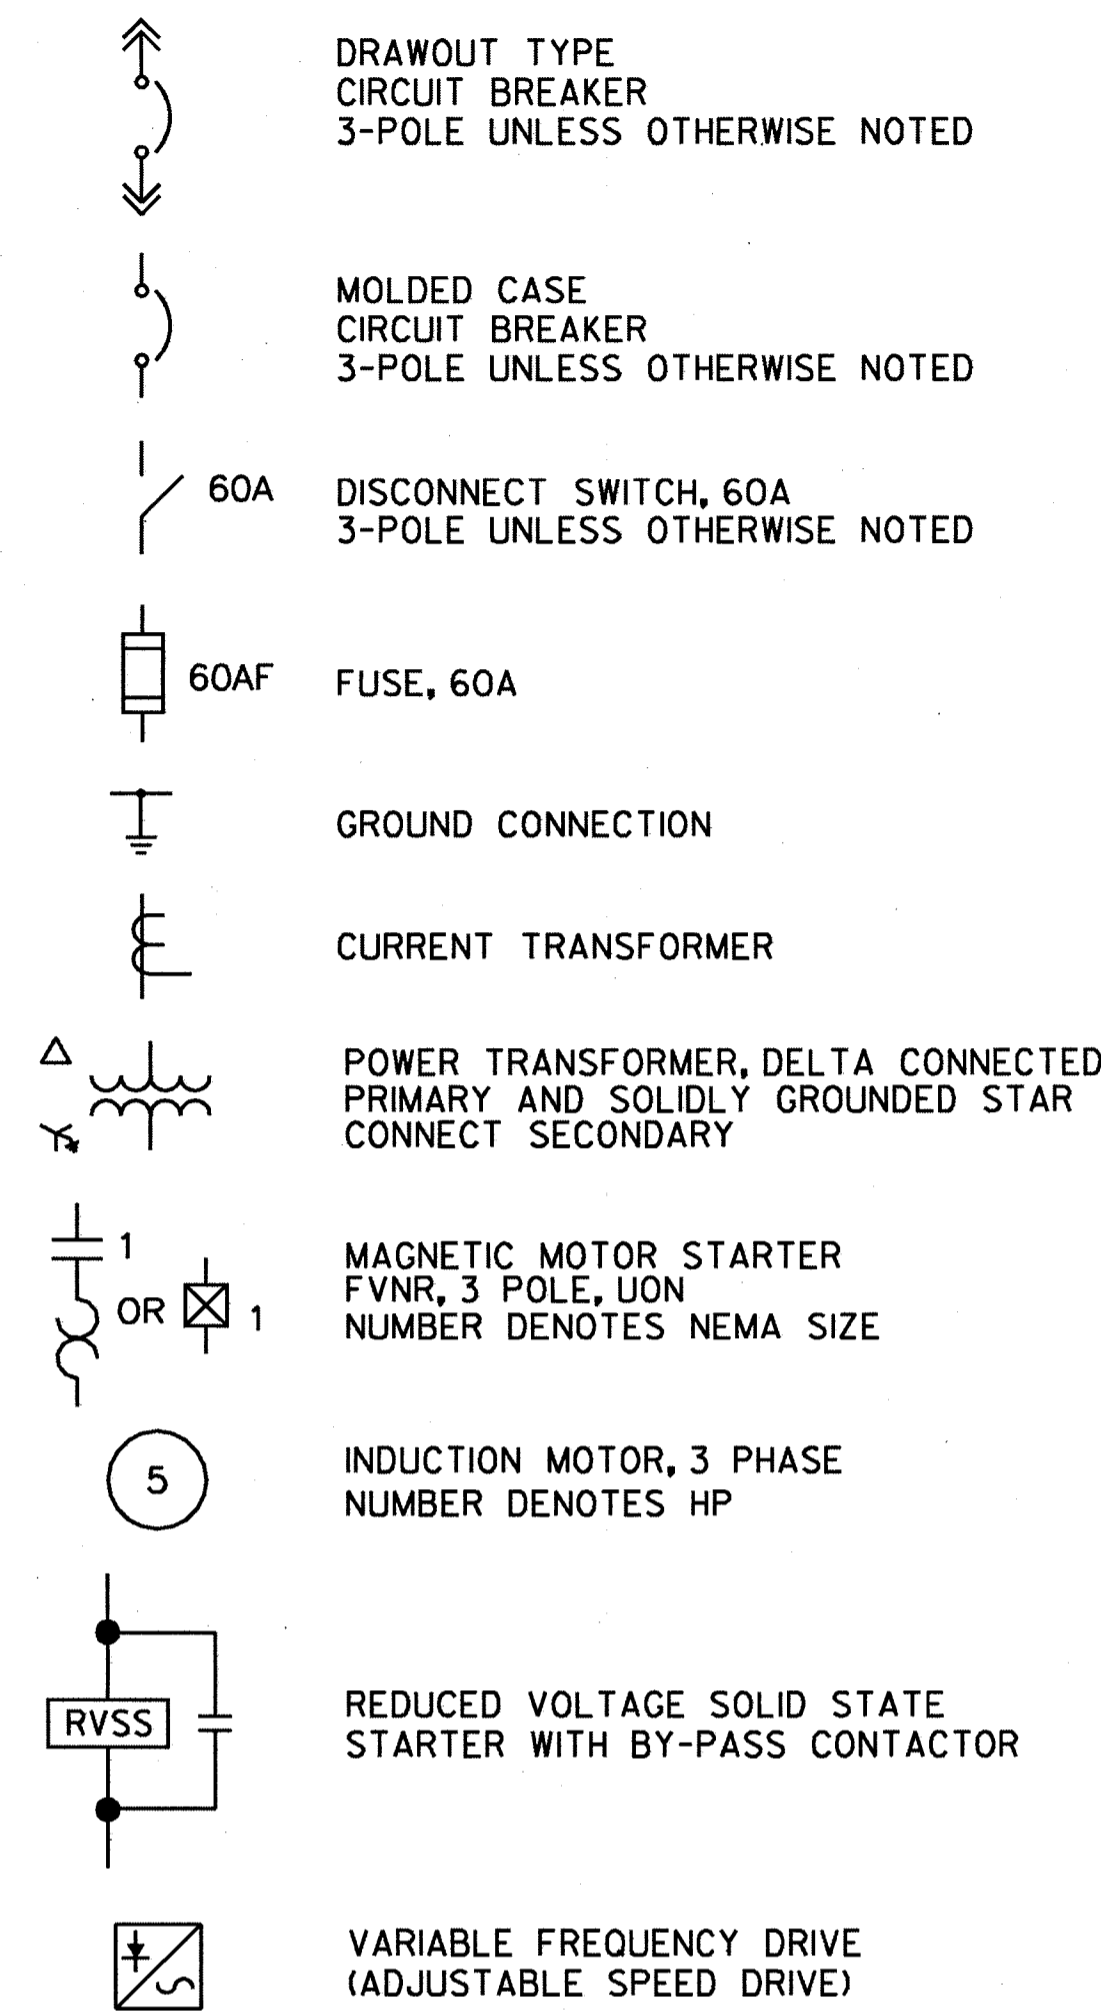 DRAWOUT TYPE
CIRCUIT BREAKER
3-POLE UNLESS OTHERWISE NOTED
MOLDED CASE
CIRCUIT BREAKER
3-POLE UNLESS OTHERWISE NOTED
60A DISCONNECT SWITCH, 60A
3-POLE UNLESS OTHERWISE NOTED
60AF FUSE, 60A
GROUND CONNECTION
CURRENT TRANSFORMER
POWER TRANSFORMER, DELTA CONNECTED
PRIMARY AND SOLIDLY GROUNDED STAR
CONNECT SECONDARY
1 OR 1
MAGNETIC MOTOR STARTER
FVNR, 3 POLE, UON
NUMBER DENOTES NEMA SIZE
5
INDUCTION MOTOR, 3 PHASE
NUMBER DENOTES HP
RVSS
REDUCED VOLTAGE SOLID STATE
STARTER WITH BY-PASS CONTACTOR
VARIABLE FREQUENCY DRIVE
(ADJUSTABLE SPEED DRIVE)